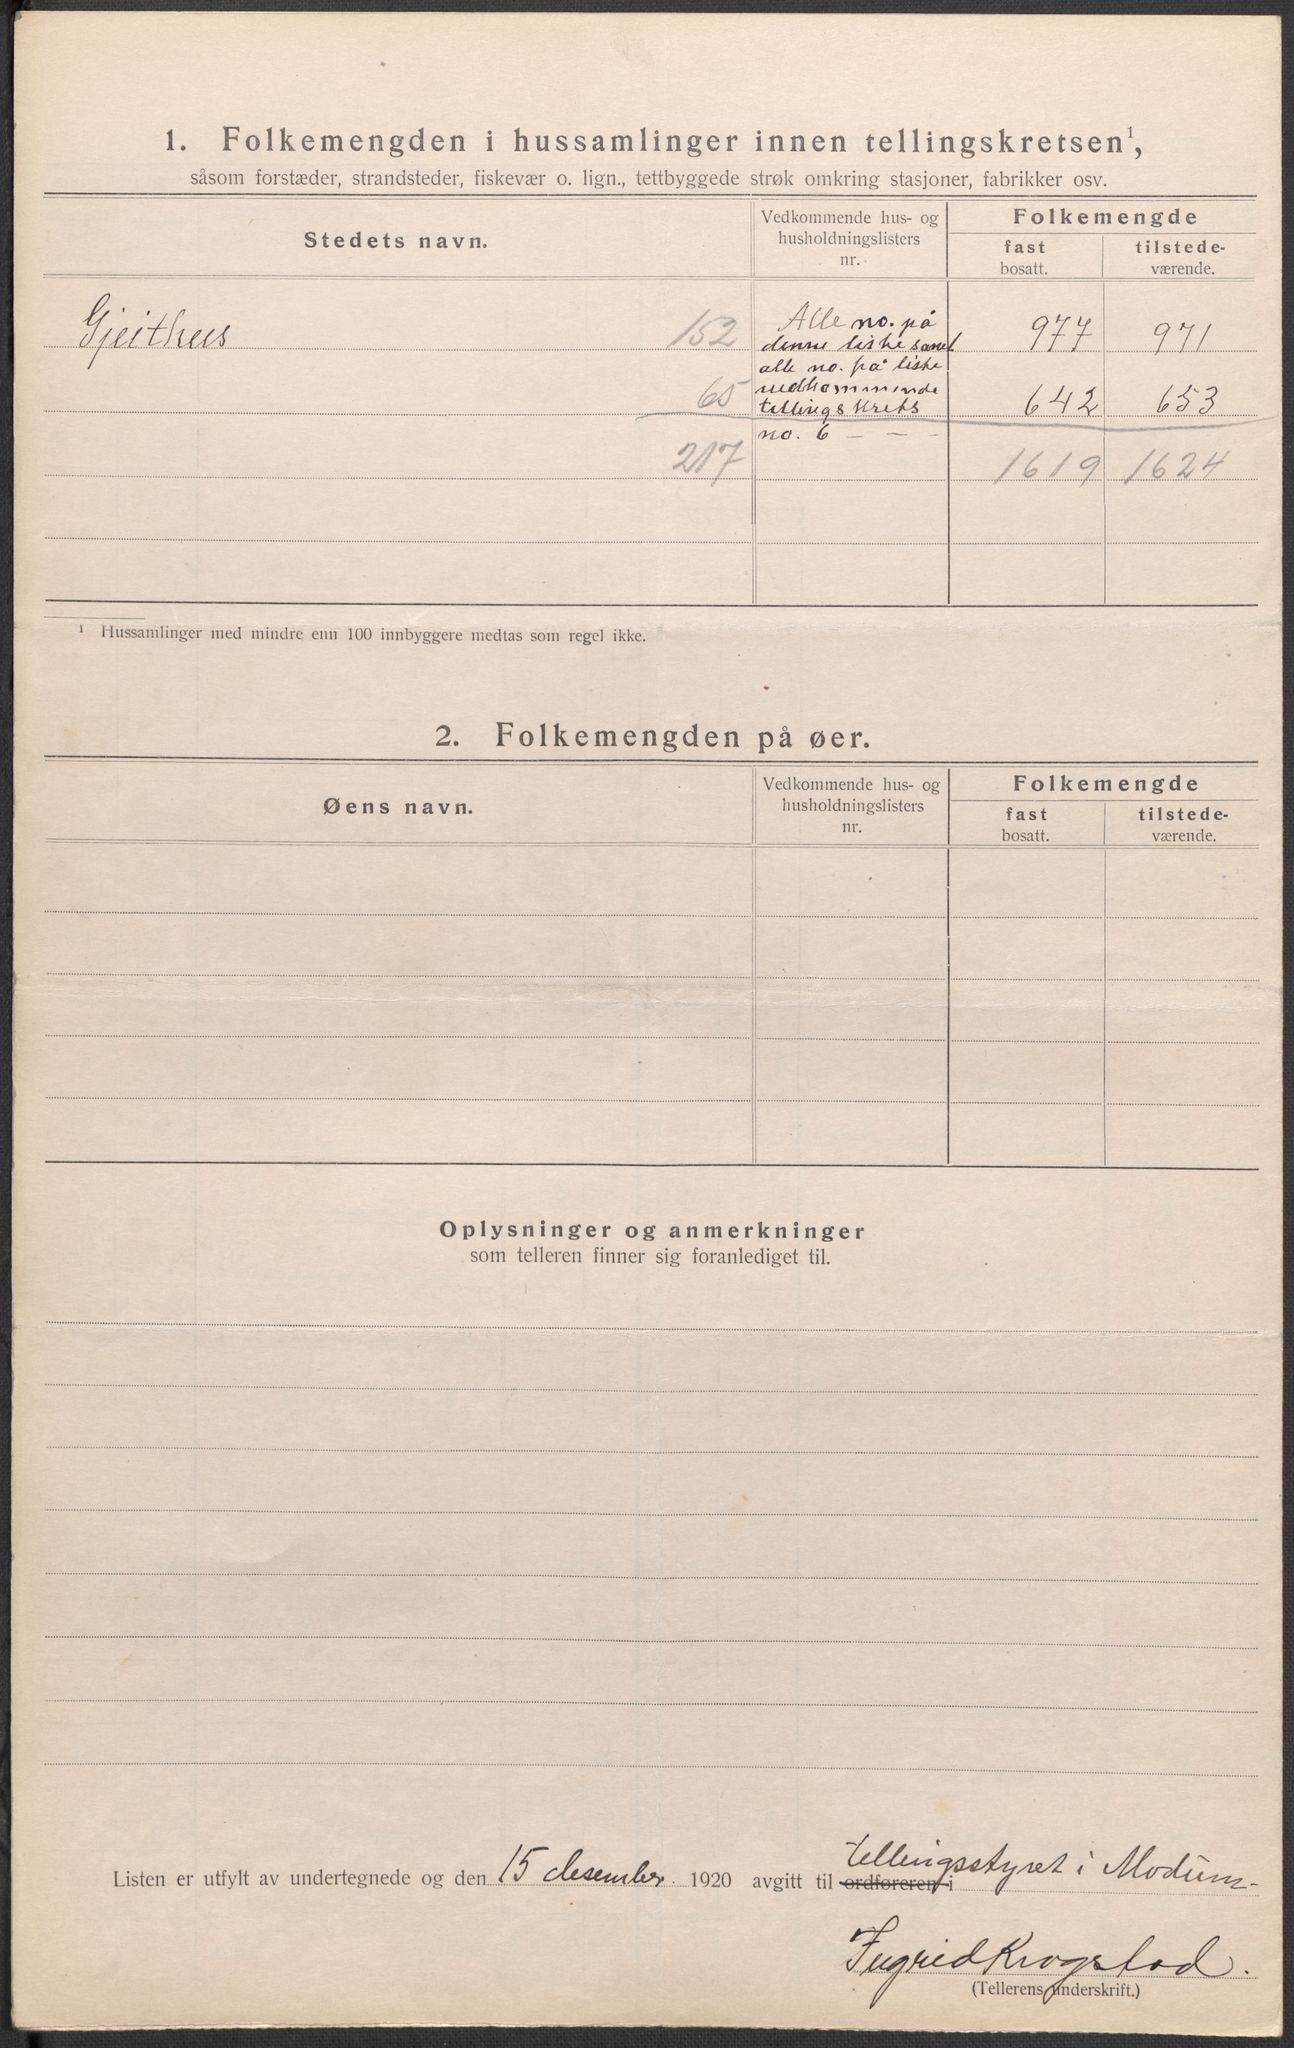 1. Folkemengden i hussamlinger innen tellingskretsen¹,
såsom forstæder, strandsteder, fiskevær o. lign., tettbyggede strøk omkring stasjoner, fabrikker osv.
Stedets navn.
Vedkommende hus- og
husholdningslisters
nr.
Folkemengde
fast
bosatt.
tilstede-
værende.
Gjeithus 152
Alle no. på
denne liste samt
alle no. på liste
vedkommende
tellingskrets
no. 6 — — —
977 971
65 642 653
217 1619 1624
¹ Hussamlinger med mindre enn 100 innbyggere medtas som regel ikke.
2. Folkemengden på øer.
Øens navn.
Vedkommende hus- og
husholdningslisters
nr.
Folkemengde
fast
bosatt.
tilstede-
værende.
Oplysninger og anmerkninger
som telleren finner sig foranlediget til.
Listen er utfylt av undertegnede og den 15 desember 1920 avgitt til ordføreren i tellingsstyret i Modum.
Ingrid Krogstad.
(Tellerens underskrift.)